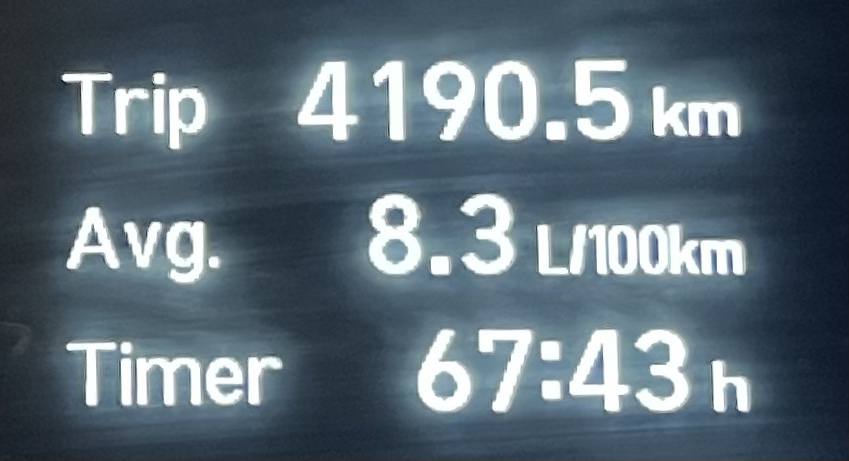 Trip 4190.5 km
Avg. 8.3 L/100km
Timer 67:43 h